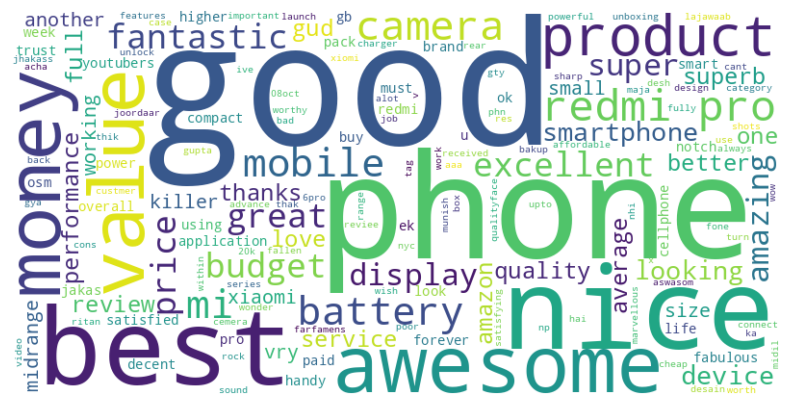 another
week
trust
youtubers
fantastic
gud
full
gb
pack
charger
higher
features
case
important
launch
brand
camera
powerful
rear
unboxing
lajawaab
product
super
smart
cant
superb
small
sharp
desh
design
category
acha
jhakass
unlock
ive
xiomi
08oct
worthy
bad
must
alot
>
job
redmi
ok
gty
phn
res
maja
fully
redmi pro
smartphone
one
good
money
value
joordaar
compact
thik
back
gya
custmer
power
performance
working
osm
overall
cons
gupta
mobile
buy
u
tag
work
received
aaa
bakup
affordable
use
shots
always
notch
better
wow
excellent
killer
thanks
advance
thak
6pro
range
using
great
reviee
ek
nyc
munish
box
phone
qualityface
upto
nhi
cellphone
fone
turn
x
amazing
price
application
love
20k
fallen
within
budget
display
quality
average
looking
jakas
review
mi
xiaomi
series
wonder
look
wish
amazon
satisfying
nice
aswasom
marvellous
size
life
connect
ka
midrange
ritan
satisfied
cemera
farfamens
battery
service
poor
forever
np
hai
cheap
fabulous
midil
video
decent
best
pro
rock
sound
vry
paid
handy
awesome
device
desain
worth